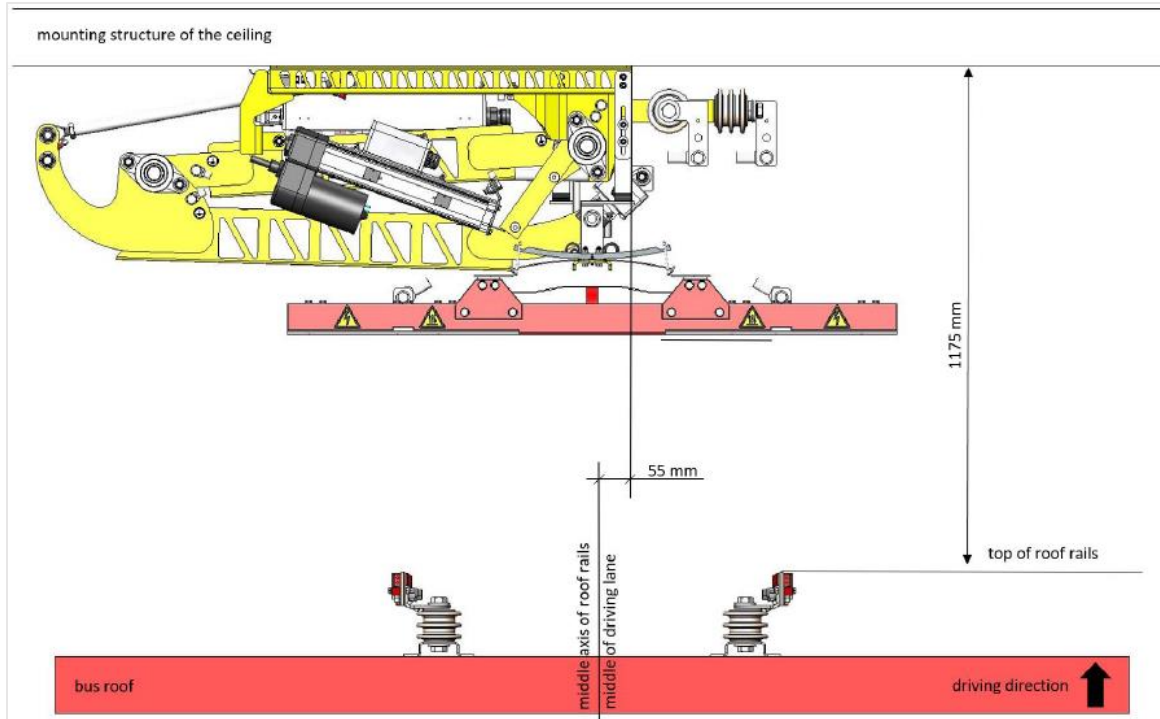 mounting structure of the ceiling
1175 mm
55 mm
top of roof rails
middle axis of roof rails
middle of driving lane
bus roof
driving direction